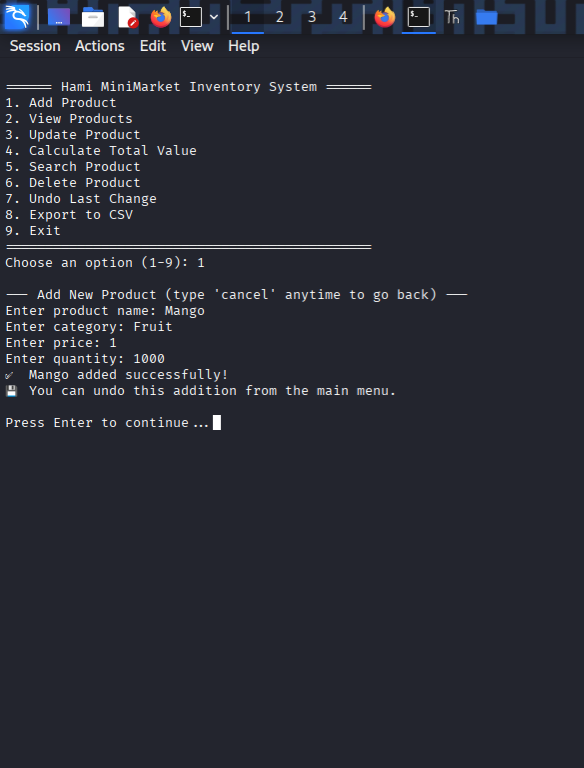 1 2 3 4
Session Actions Edit View Help
══════ Hami MiniMarket Inventory System ══════
1. Add Product
2. View Products
3. Update Product
4. Calculate Total Value
5. Search Product
6. Delete Product
7. Undo Last Change
8. Export to CSV
9. Exit
Choose an option (1-9): 1
─── Add New Product (type 'cancel' anytime to go back) ───
Enter product name: Mango
Enter category: Fruit
Enter price: 1
Enter quantity: 1000
✅ Mango added successfully!
💾 You can undo this addition from the main menu.
Press Enter to continue...